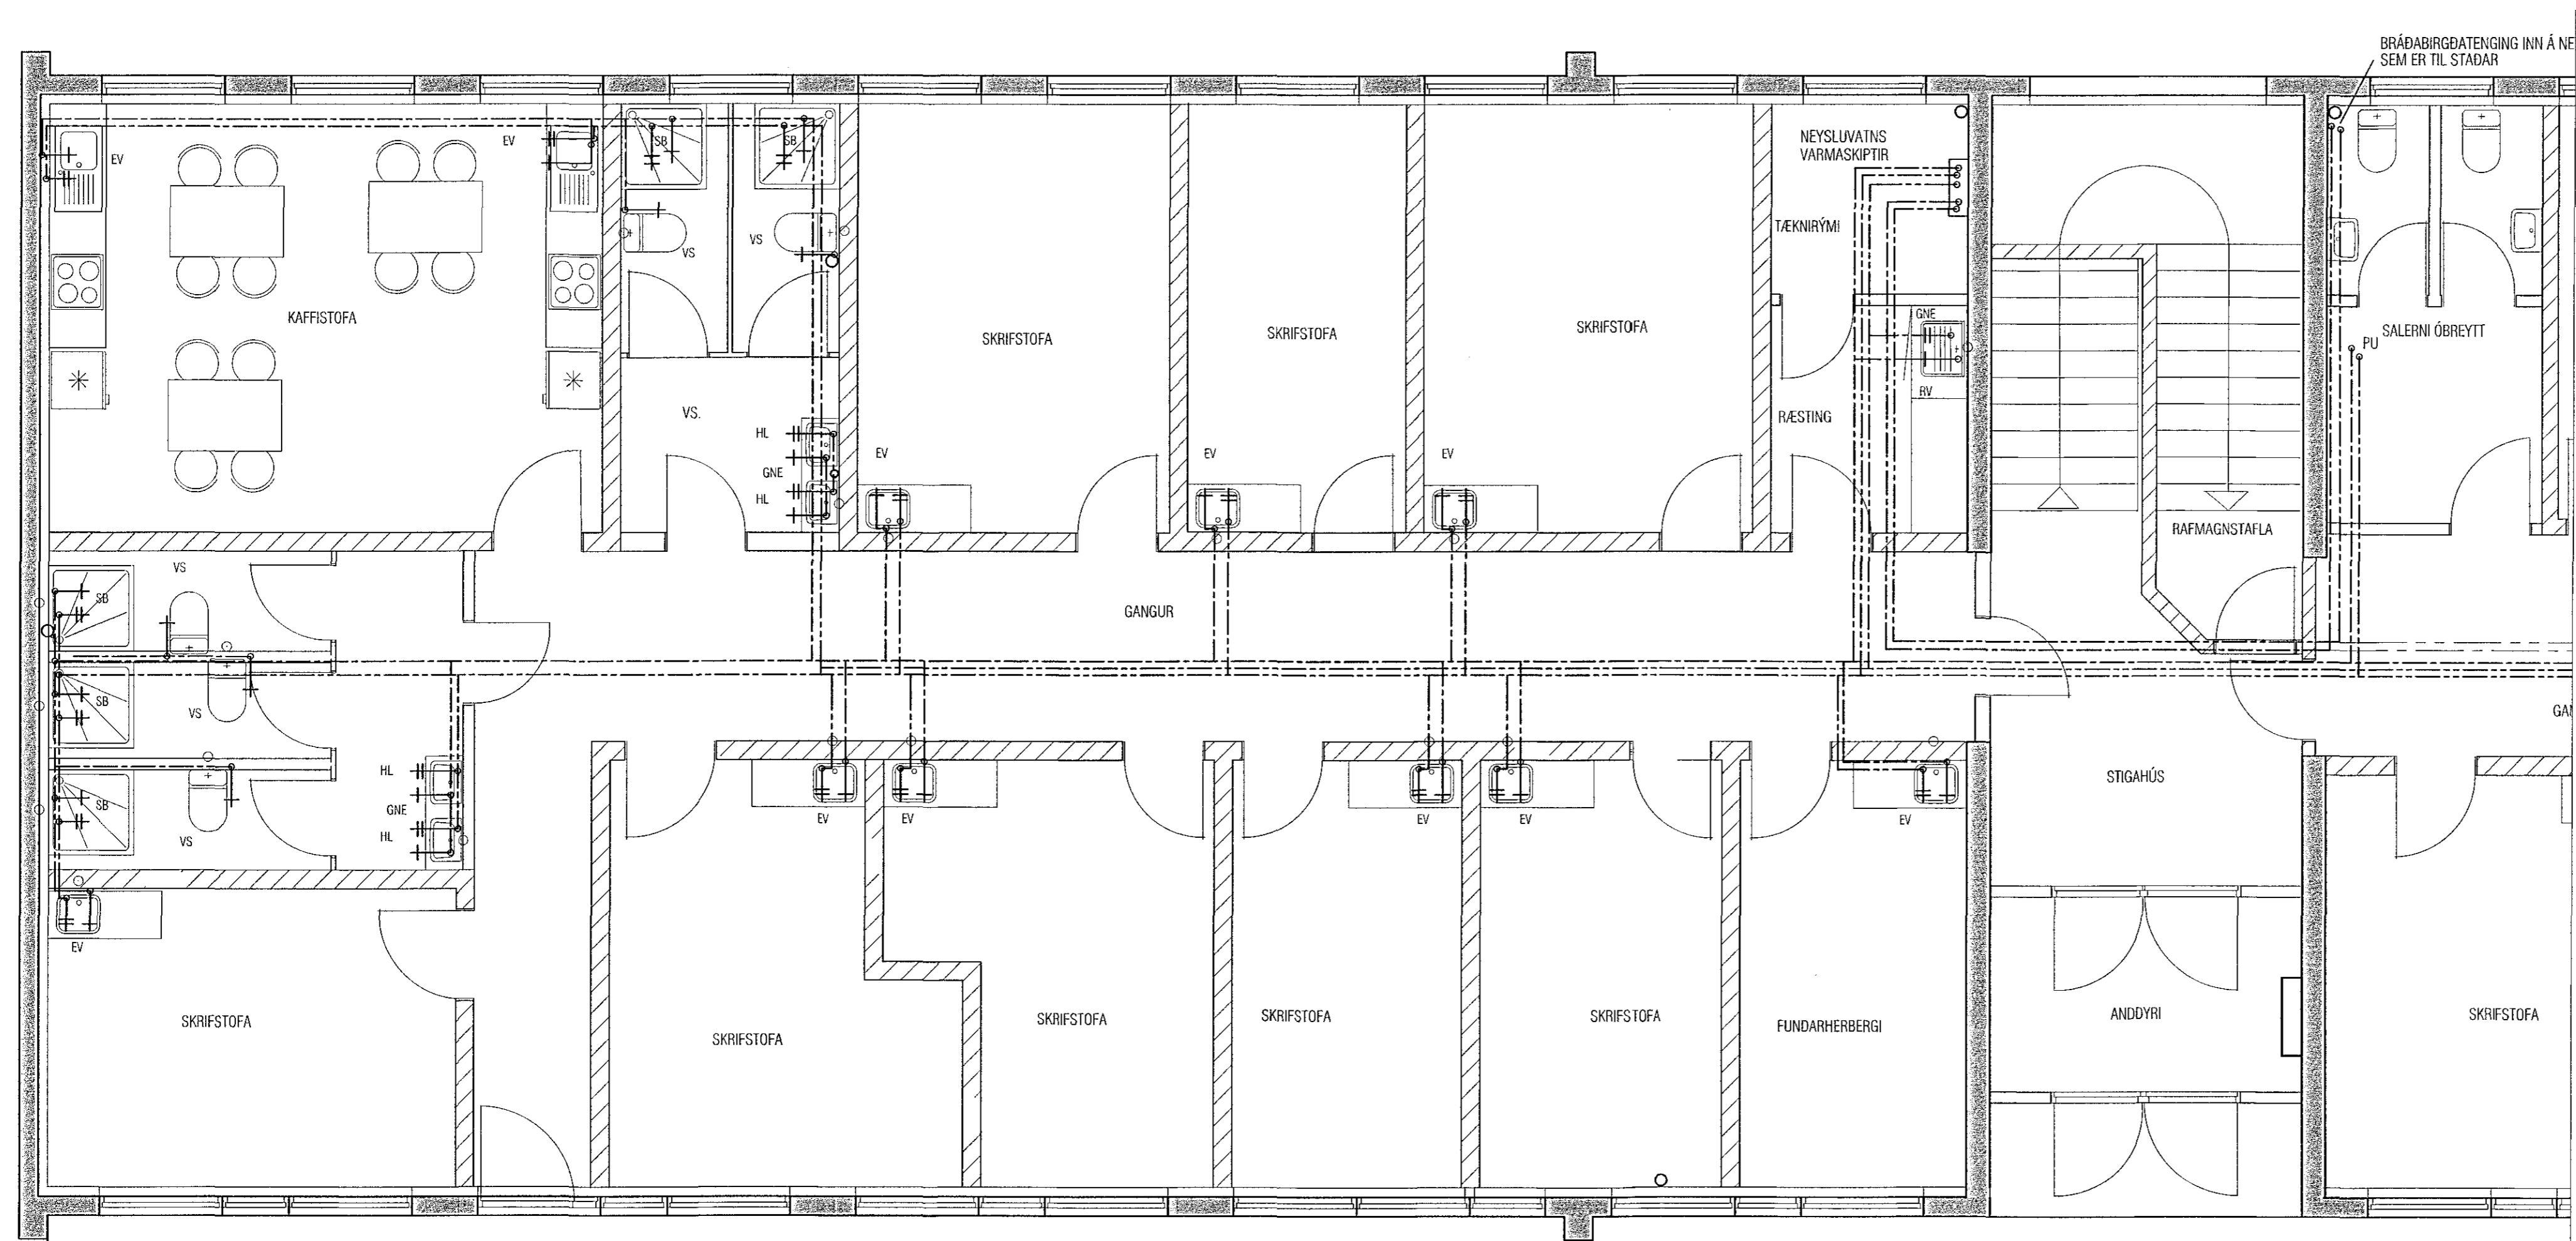 BRÁÐABIRGÐATENGING INN Á NE
SEM ER TIL STAÐAR
EV
EV
SB
SB
NEYSLUVATNS
VARMASKIPTIR
VS
VS
TÆKNIRÝMI
KAFFISTOFA
SKRIFSTOFA
SKRIFSTOFA
SKRIFSTOFA
GNE
SALERNI ÓBREYTT
PU
RV
VS.
RÆSTING
HL
GNE
HL
EV
EV
EV
RAFMAGNSTAFLA
VS
SB
GANGUR
SB
VS
GA
HL
GNE
HL
SB
VS
STIGAHÚS
EV
EV
EV
EV
EV
EV
SKRIFSTOFA
SKRIFSTOFA
SKRIFSTOFA
SKRIFSTOFA
SKRIFSTOFA
FUNDARHERBERGI
ANDDYRI
SKRIFSTOFA